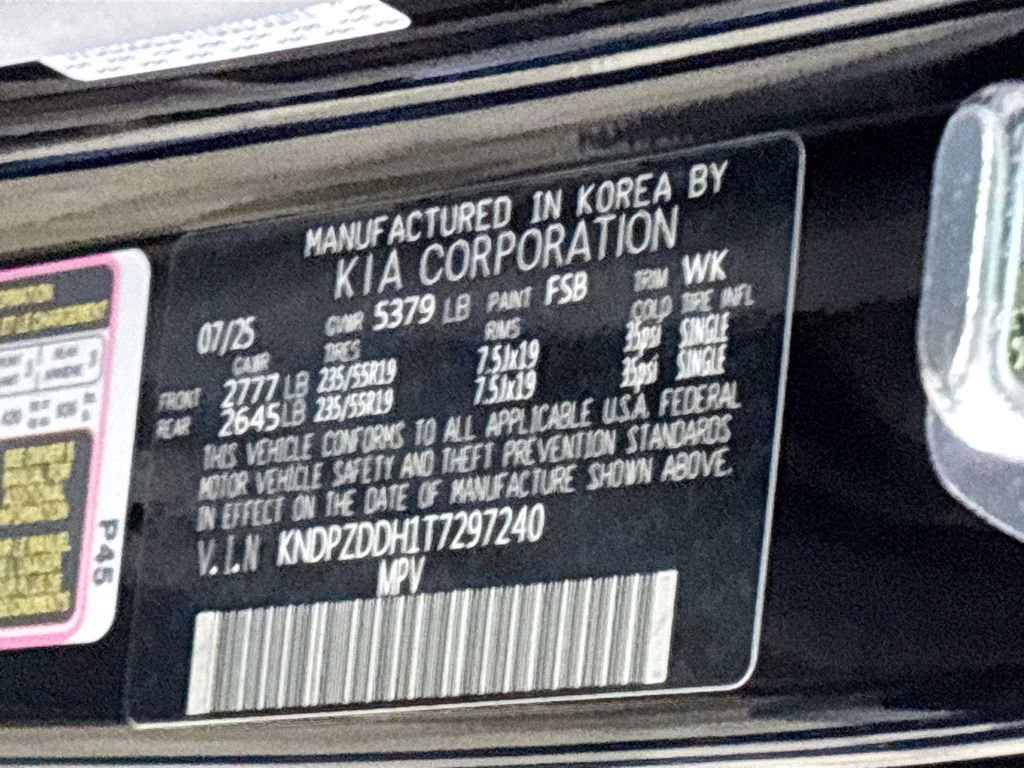 MANUFACTURED IN KOREA BY
KIA CORPORATION
07/25 GVWR 5379 LB PAINT FSB TRIM WK
GAWR TIRES RIMS COLD TIRE INFL
FRONT 2777 LB 235/55R19 7.5Jx19 35psi SINGLE
REAR 2645 LB 235/55R19 7.5Jx19 35psi SINGLE
THIS VEHICLE CONFORMS TO ALL APPLICABLE U.S.A. FEDERAL
MOTOR VEHICLE SAFETY AND THEFT PREVENTION STANDARDS
IN EFFECT ON THE DATE OF MANUFACTURE SHOWN ABOVE.
V.I.N KNDPZDDH1T7297240
MPV
P45